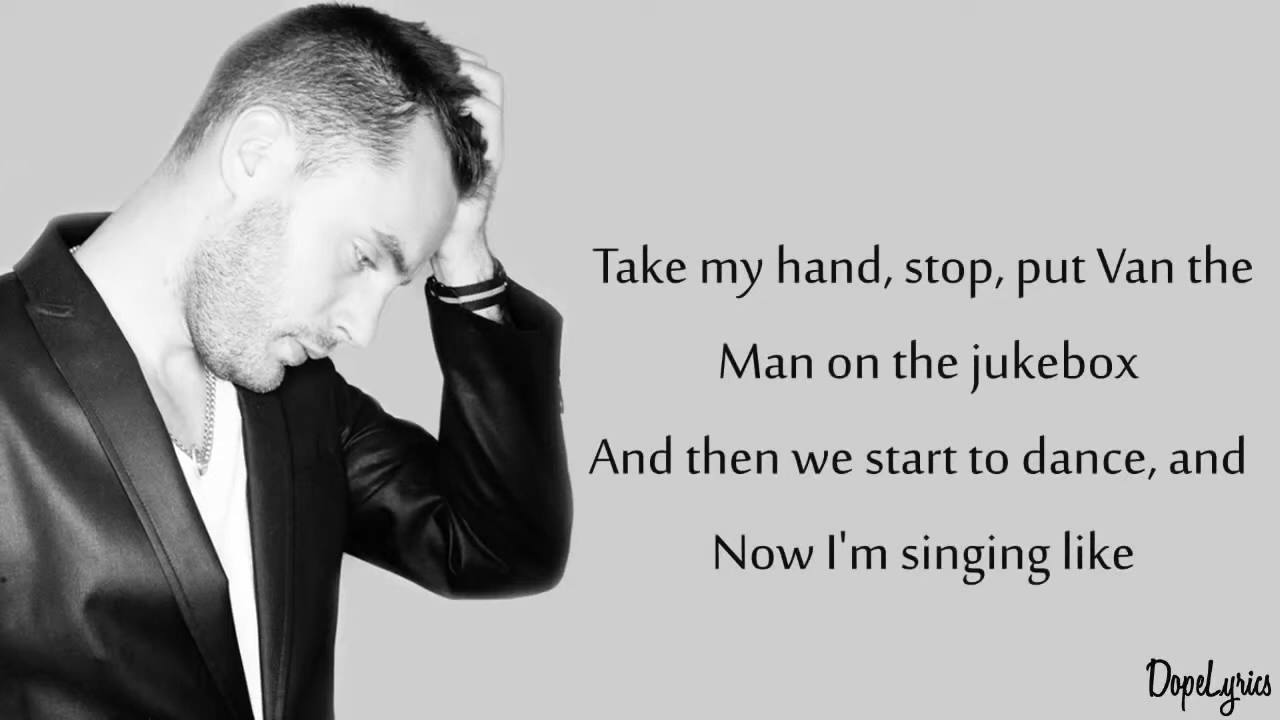 Take my hand, stop, put Van the
Man on the jukebox
And then we start to dance, and
Now I'm singing like
DopeLyrics